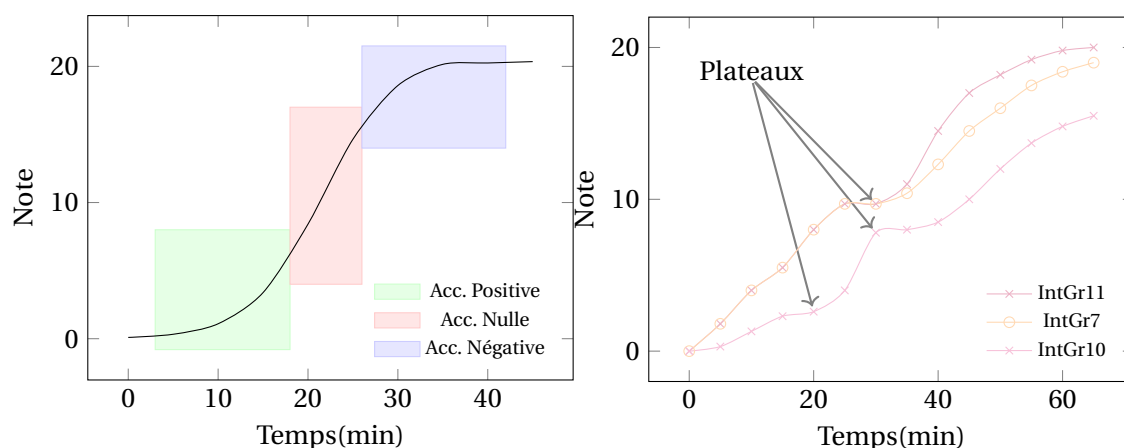 20
10
0
Note
0
10
20
30
40
Temps(min)
Acc. Positive
Acc. Nulle
Acc. Négative
20
10
0
Note
0
20
40
60
Temps(min)
Plateaux
IntGr11
IntGr7
IntGr10